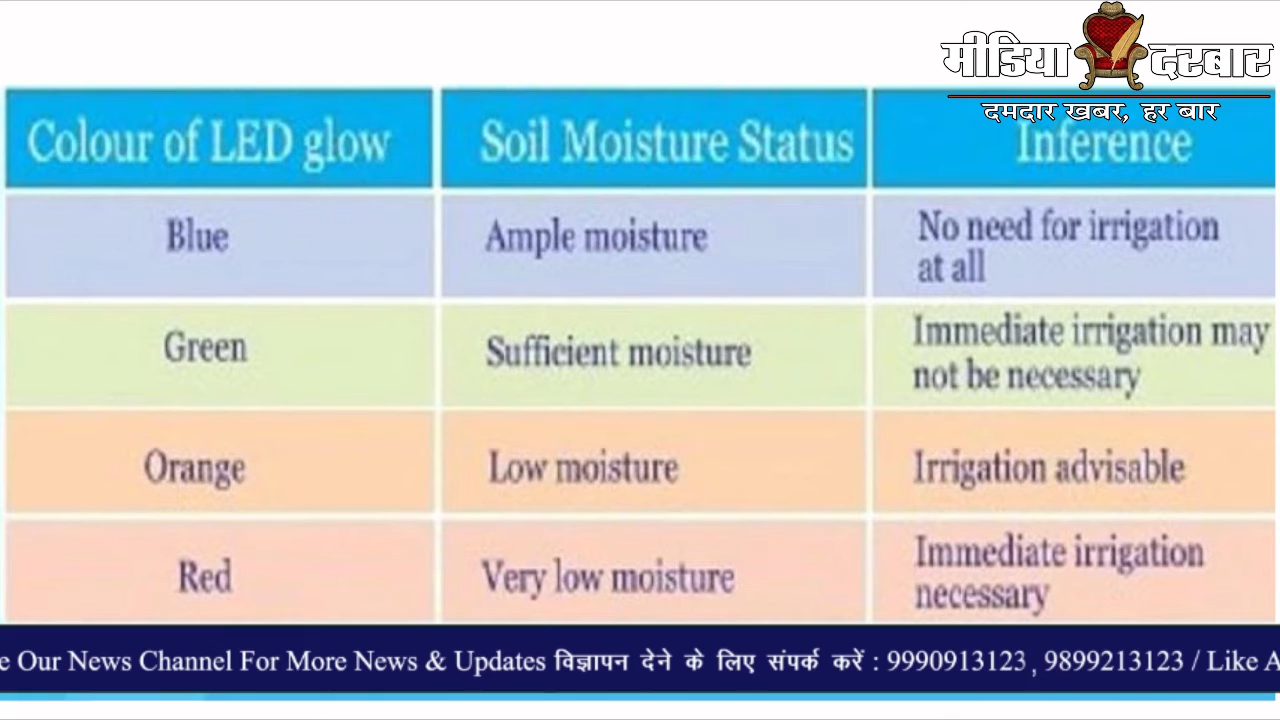 मीडिया दरबार
दमदार खबर, हर बार
Colour of LED glow Soil Moisture Status Inference
Blue Ample moisture No need for irrigation
at all
Green Sufficient moisture Immediate irrigation may
not be necessary
Orange Low moisture Irrigation advisable
Red Very low moisture Immediate irrigation
necessary
e Our News Channel For More News & Updates विज्ञापन देने के लिए संपर्क करें : 9990913123 , 9899213123 / Like A